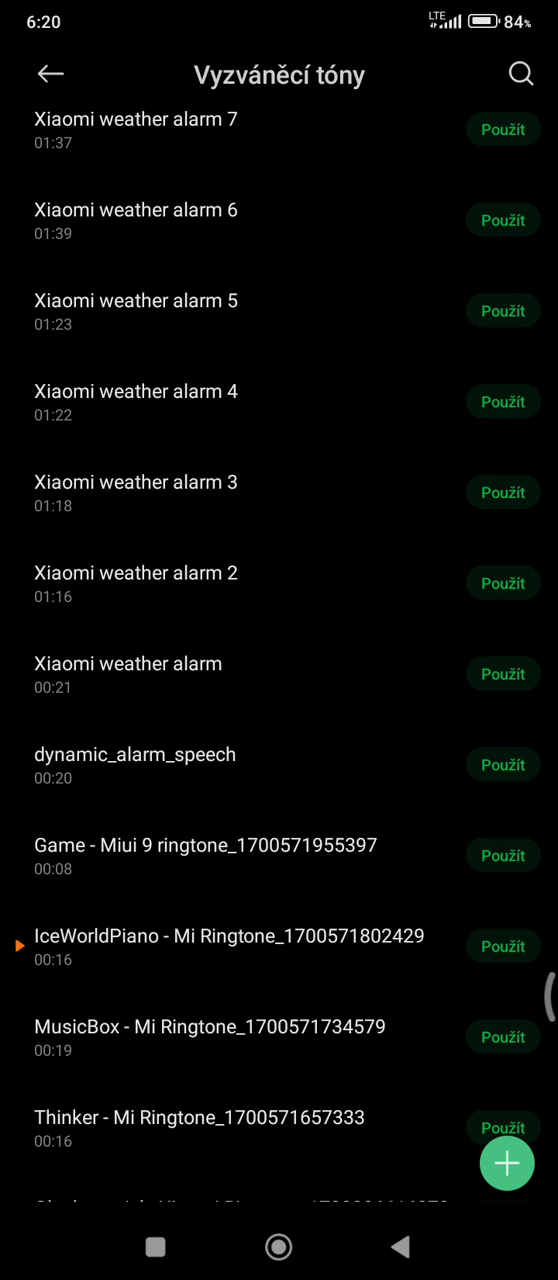 6:20
LTE
84%
Vyzváněcí tóny
Xiaomi weather alarm 7
Použít
01:37
Xiaomi weather alarm 6
Použít
01:39
Xiaomi weather alarm 5
Použít
01:23
Xiaomi weather alarm 4
Použít
01:22
Xiaomi weather alarm 3
Použít
01:18
Xiaomi weather alarm 2
Použít
01:16
Xiaomi weather alarm
Použít
00:21
dynamic_alarm_speech
Použít
00:20
Game - Miui 9 ringtone_1700571955397
Použít
00:08
IceWorldPiano - Mi Ringtone_1700571802429
Použít
00:16
MusicBox - Mi Ringtone_1700571734579
Použít
00:19
Thinker - Mi Ringtone_1700571657333
Použít
00:16